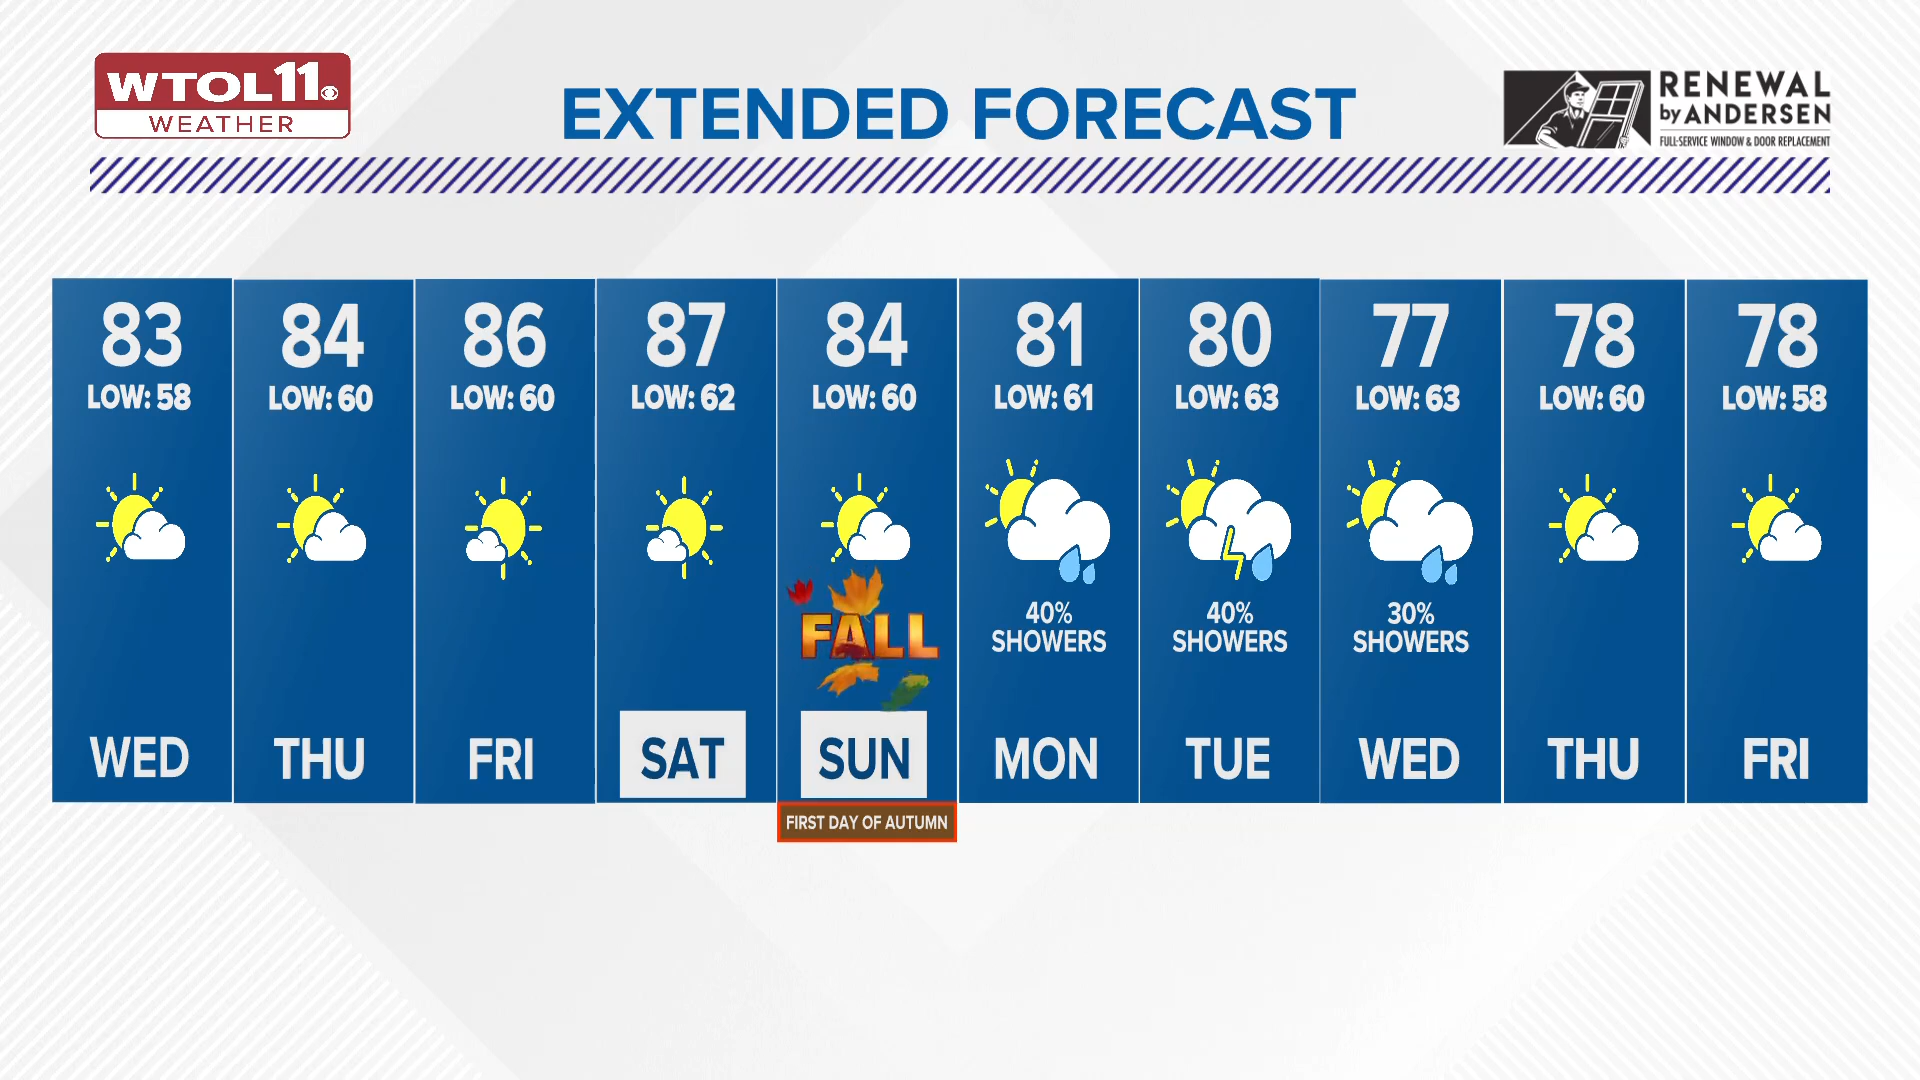 WTOL 11
WEATHER
EXTENDED FORECAST
RENEWAL
by ANDERSEN
FULL-SERVICE WINDOW & DOOR REPLACEMENT
83
LOW: 58
WED
84
LOW: 60
THU
86
LOW: 60
FRI
87
LOW: 62
SAT
84
LOW: 60
FALL
SUN
FIRST DAY OF AUTUMN
81
LOW: 61
40%
SHOWERS
MON
80
LOW: 63
40%
SHOWERS
TUE
77
LOW: 63
30%
SHOWERS
WED
78
LOW: 60
THU
78
LOW: 58
FRI